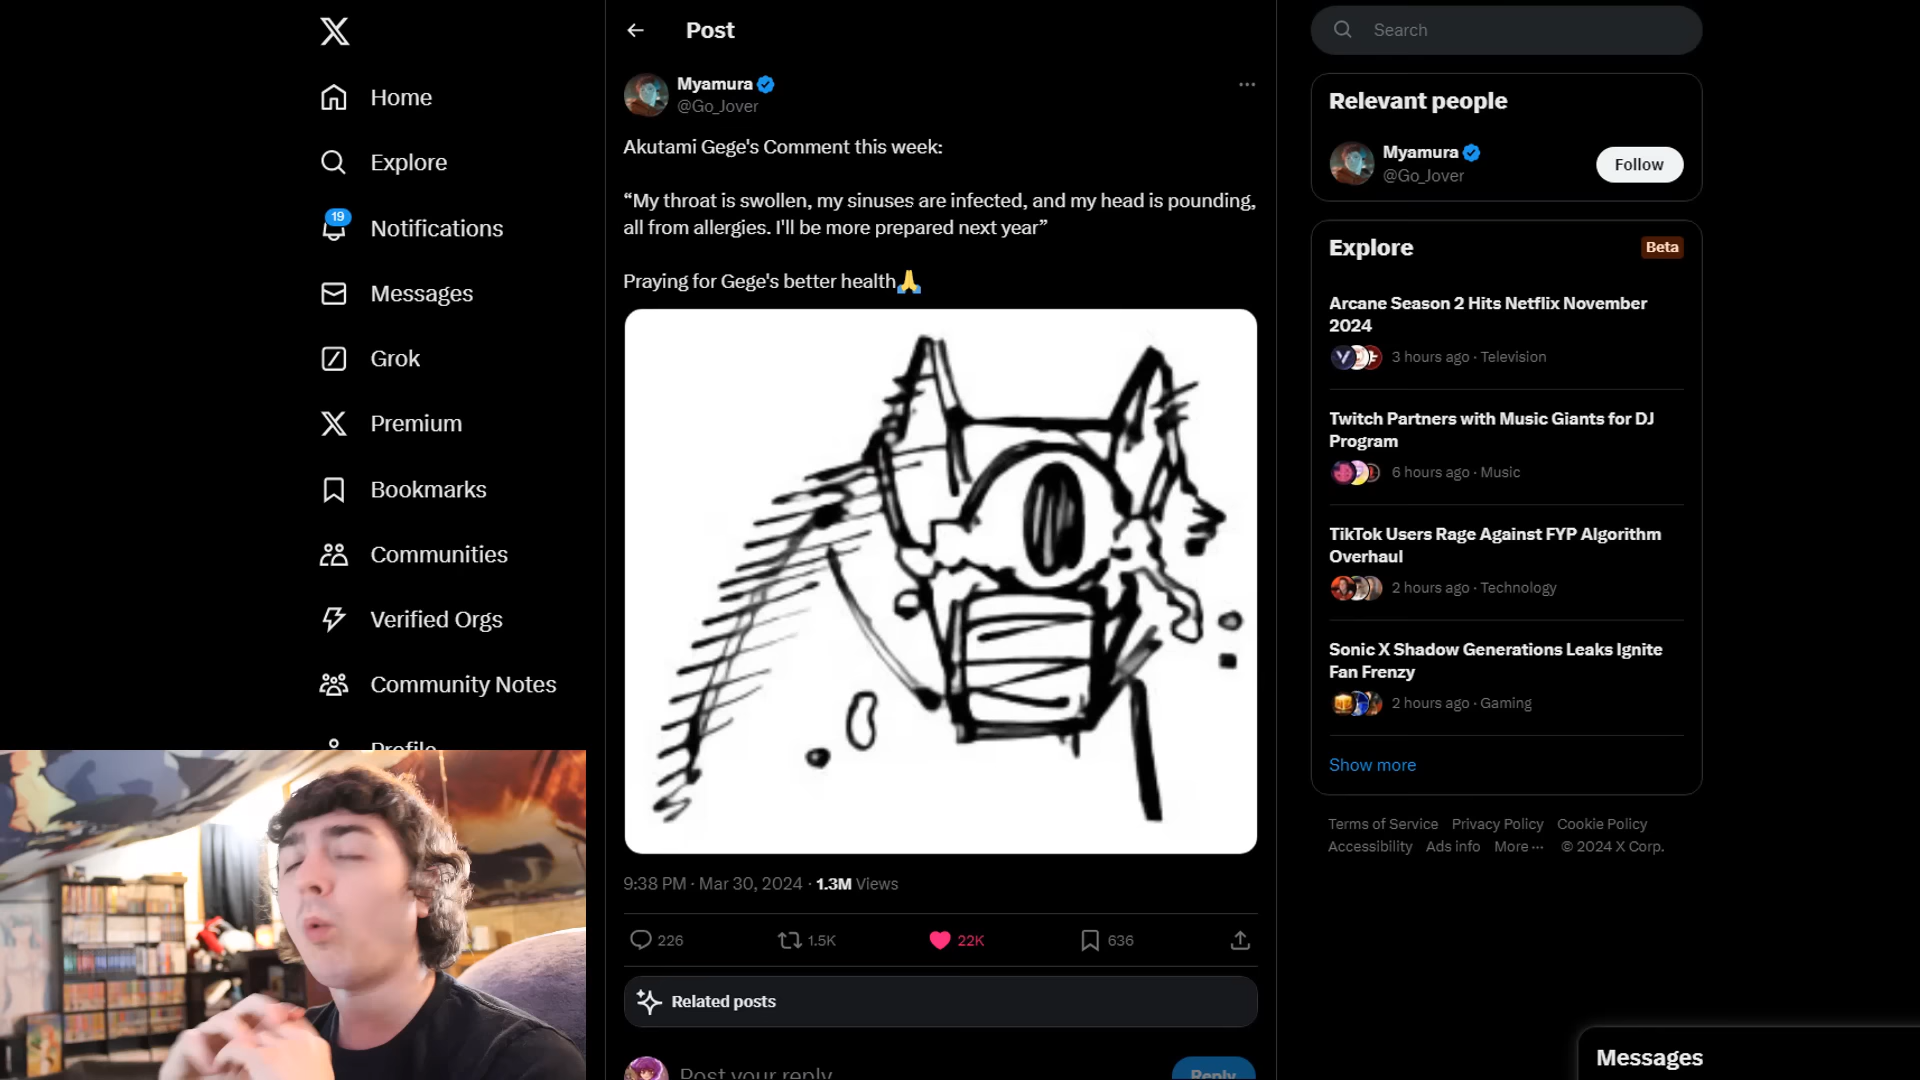 Home
Explore
19
Notifications
Messages
Grok
Premium
Bookmarks
Communities
Verified Orgs
Community Notes
Profile
Post
Myamura
@Go_Jover
Akutami Gege's Comment this week:
“My throat is swollen, my sinuses are infected, and my head is pounding,
all from allergies. I'll be more prepared next year”
Praying for Gege's better health🙏
9:38 PM · Mar 30, 2024 · 1.3M Views
226
1.5K
22K
636
Related posts
Post your reply
Reply
Search
Relevant people
Myamura
@Go_Jover
Follow
Explore
Beta
Arcane Season 2 Hits Netflix November
2024
3 hours ago · Television
Twitch Partners with Music Giants for DJ
Program
6 hours ago · Music
TikTok Users Rage Against FYP Algorithm
Overhaul
2 hours ago · Technology
Sonic X Shadow Generations Leaks Ignite
Fan Frenzy
2 hours ago · Gaming
Show more
Terms of Service Privacy Policy Cookie Policy
Accessibility Ads info More ··· © 2024 X Corp.
Messages